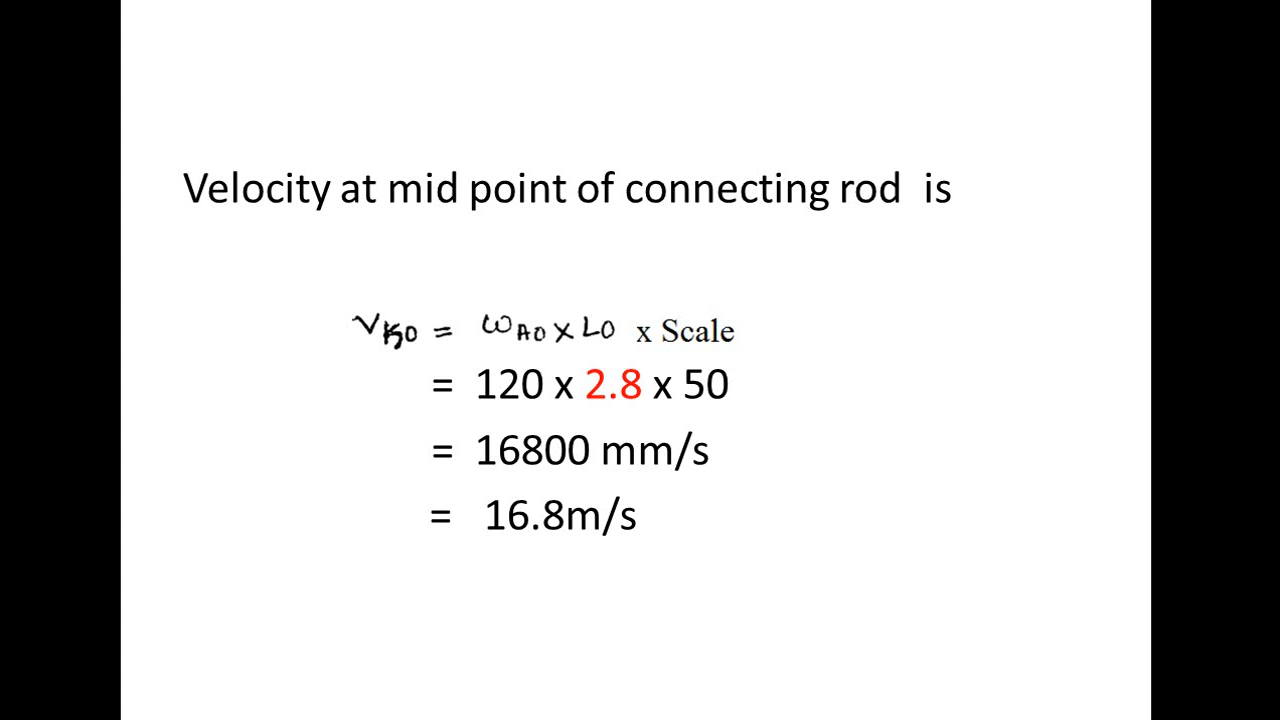 Velocity at mid point of connecting rod is
VKO = ωAO x LO x Scale
= 120 x 2.8 x 50
= 16800 mm/s
= 16.8m/s